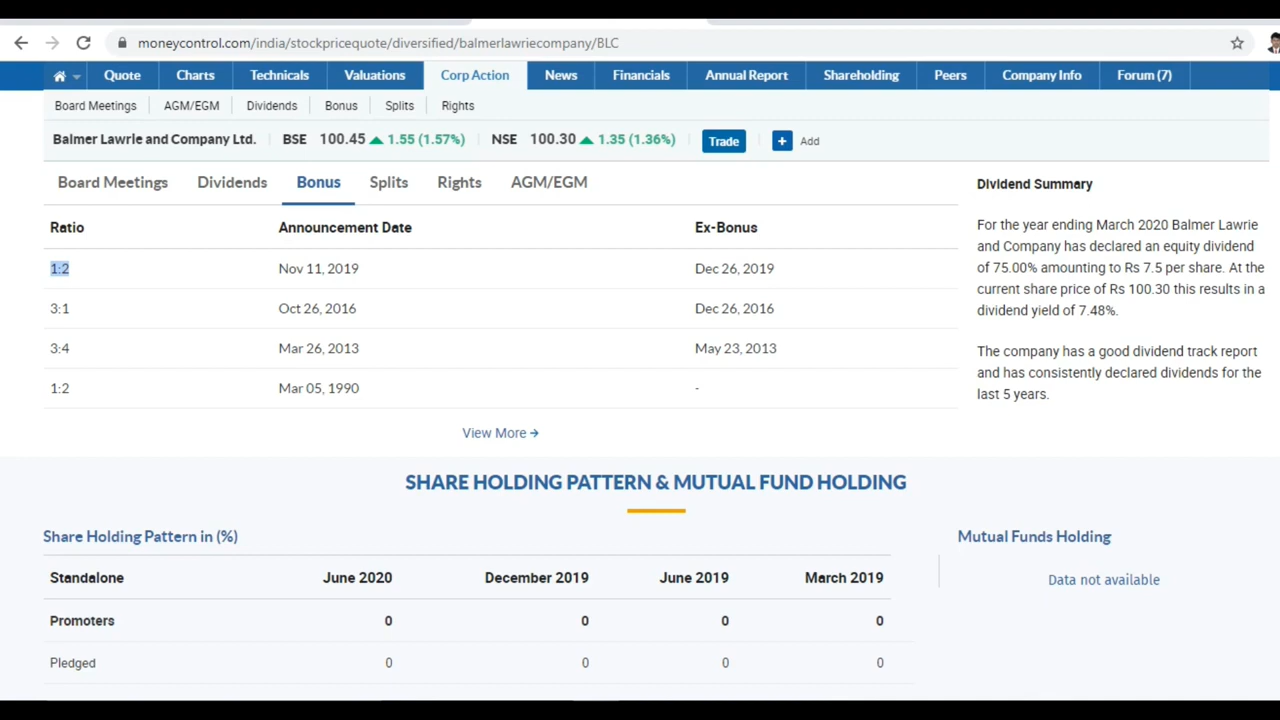 moneycontrol.com/india/stockpricequote/diversified/balmerlawriecompany/BLC
Quote Charts Technicals Valuations Corp Action News Financials Annual Report Shareholding Peers Company Info Forum (7)
Board Meetings AGM/EGM Dividends Bonus Splits Rights
Balmer Lawrie and Company Ltd. BSE 100.45 ▲ 1.55 (1.57%) NSE 100.30 ▲ 1.35 (1.36%) Trade + Add
Board Meetings Dividends Bonus Splits Rights AGM/EGM
Ratio Announcement Date Ex-Bonus
1:2 Nov 11, 2019 Dec 26, 2019
3:1 Oct 26, 2016 Dec 26, 2016
3:4 Mar 26, 2013 May 23, 2013
1:2 Mar 05, 1990 -
View More →
Dividend Summary
For the year ending March 2020 Balmer Lawrie
and Company has declared an equity dividend
of 75.00% amounting to Rs 7.5 per share. At the
current share price of Rs 100.30 this results in a
dividend yield of 7.48%.
The company has a good dividend track report
and has consistently declared dividends for the
last 5 years.
SHARE HOLDING PATTERN & MUTUAL FUND HOLDING
Share Holding Pattern in (%)
Standalone June 2020 December 2019 June 2019 March 2019
Promoters 0 0 0 0
Pledged 0 0 0 0
Mutual Funds Holding
Data not available